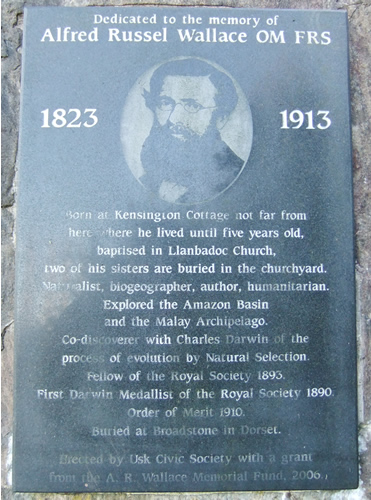 Dedicated to the memory of
Alfred Russel Wallace OM FRS
1823 1913
Born at Kensington Cottage not far from
here where he lived until five years old,
baptised in Llanbadoc Church,
two of his sisters are buried in the churchyard.
Naturalist, biogeographer, author, humanitarian.
Explored the Amazon Basin
and the Malay Archipelago.
Co-discoverer with Charles Darwin of the
process of evolution by Natural Selection.
Fellow of the Royal Society 1893.
First Darwin Medallist of the Royal Society 1890.
Order of Merit 1910.
Buried at Broadstone in Dorset.
Erected by Usk Civic Society with a grant
from the A. R. Wallace Memorial Fund, 2006.